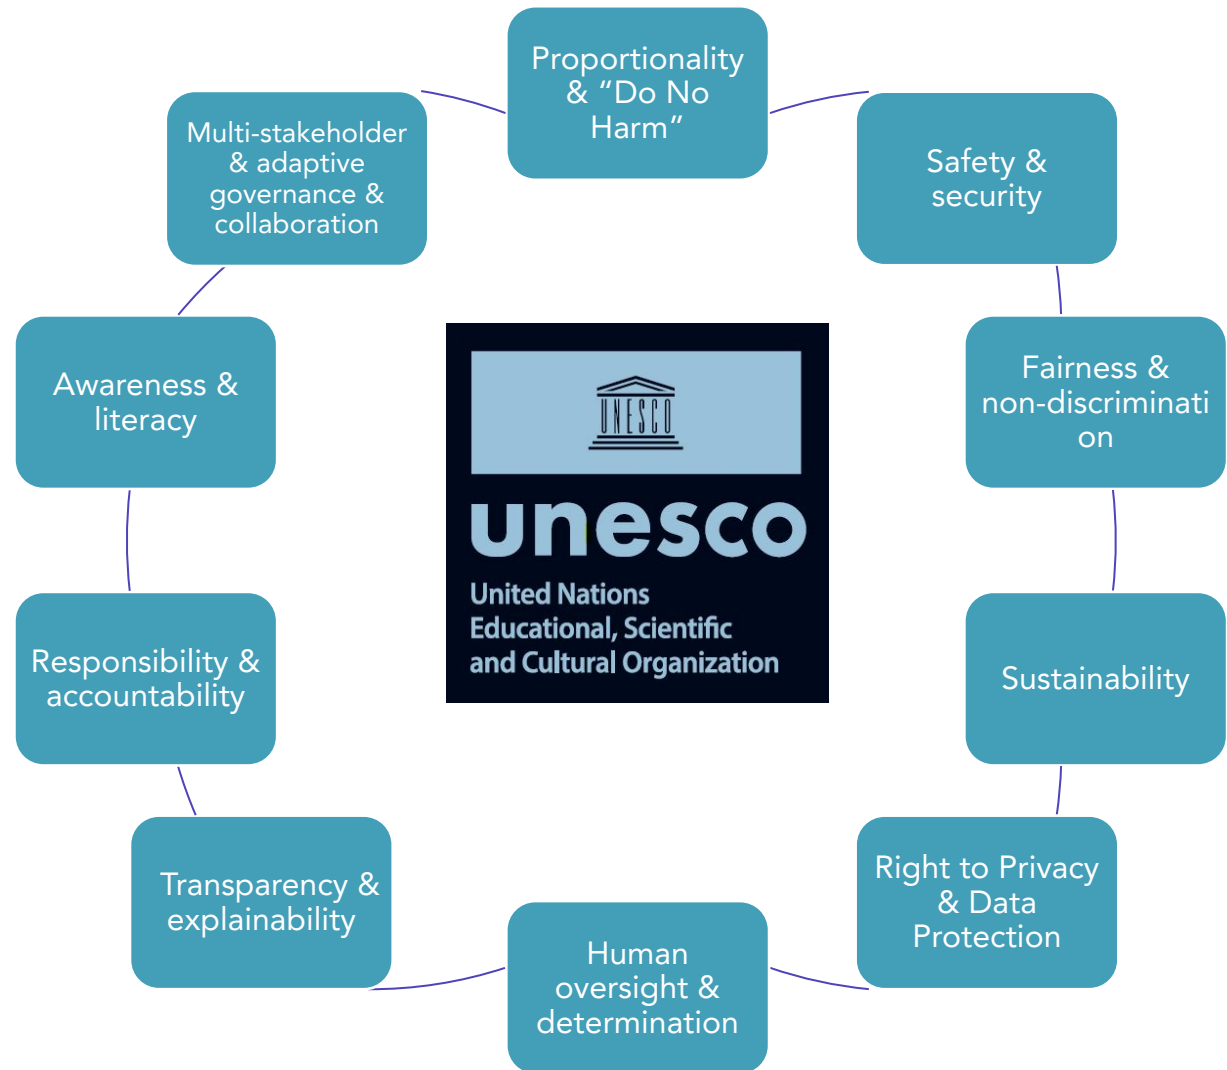 Proportionality
& “Do No
Harm”
Safety &
security
Fairness &
non-discriminati
on
Sustainability
Right to Privacy
& Data
Protection
Human
oversight &
determination
Transparency &
explainability
Responsibility &
accountability
Awareness &
literacy
Multi-stakeholder
& adaptive
governance &
collaboration
UNESCO
unesco
United Nations
Educational, Scientific
and Cultural Organization